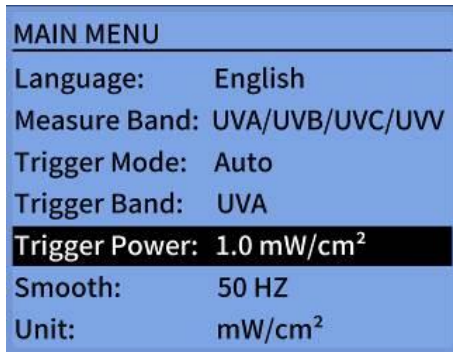 MAIN MENU
Language: English
Measure Band: UVA/UVB/UVC/UVV
Trigger Mode: Auto
Trigger Band: UVA
Trigger Power: 1.0 mW/cm²
Smooth: 50 HZ
Unit: mW/cm²